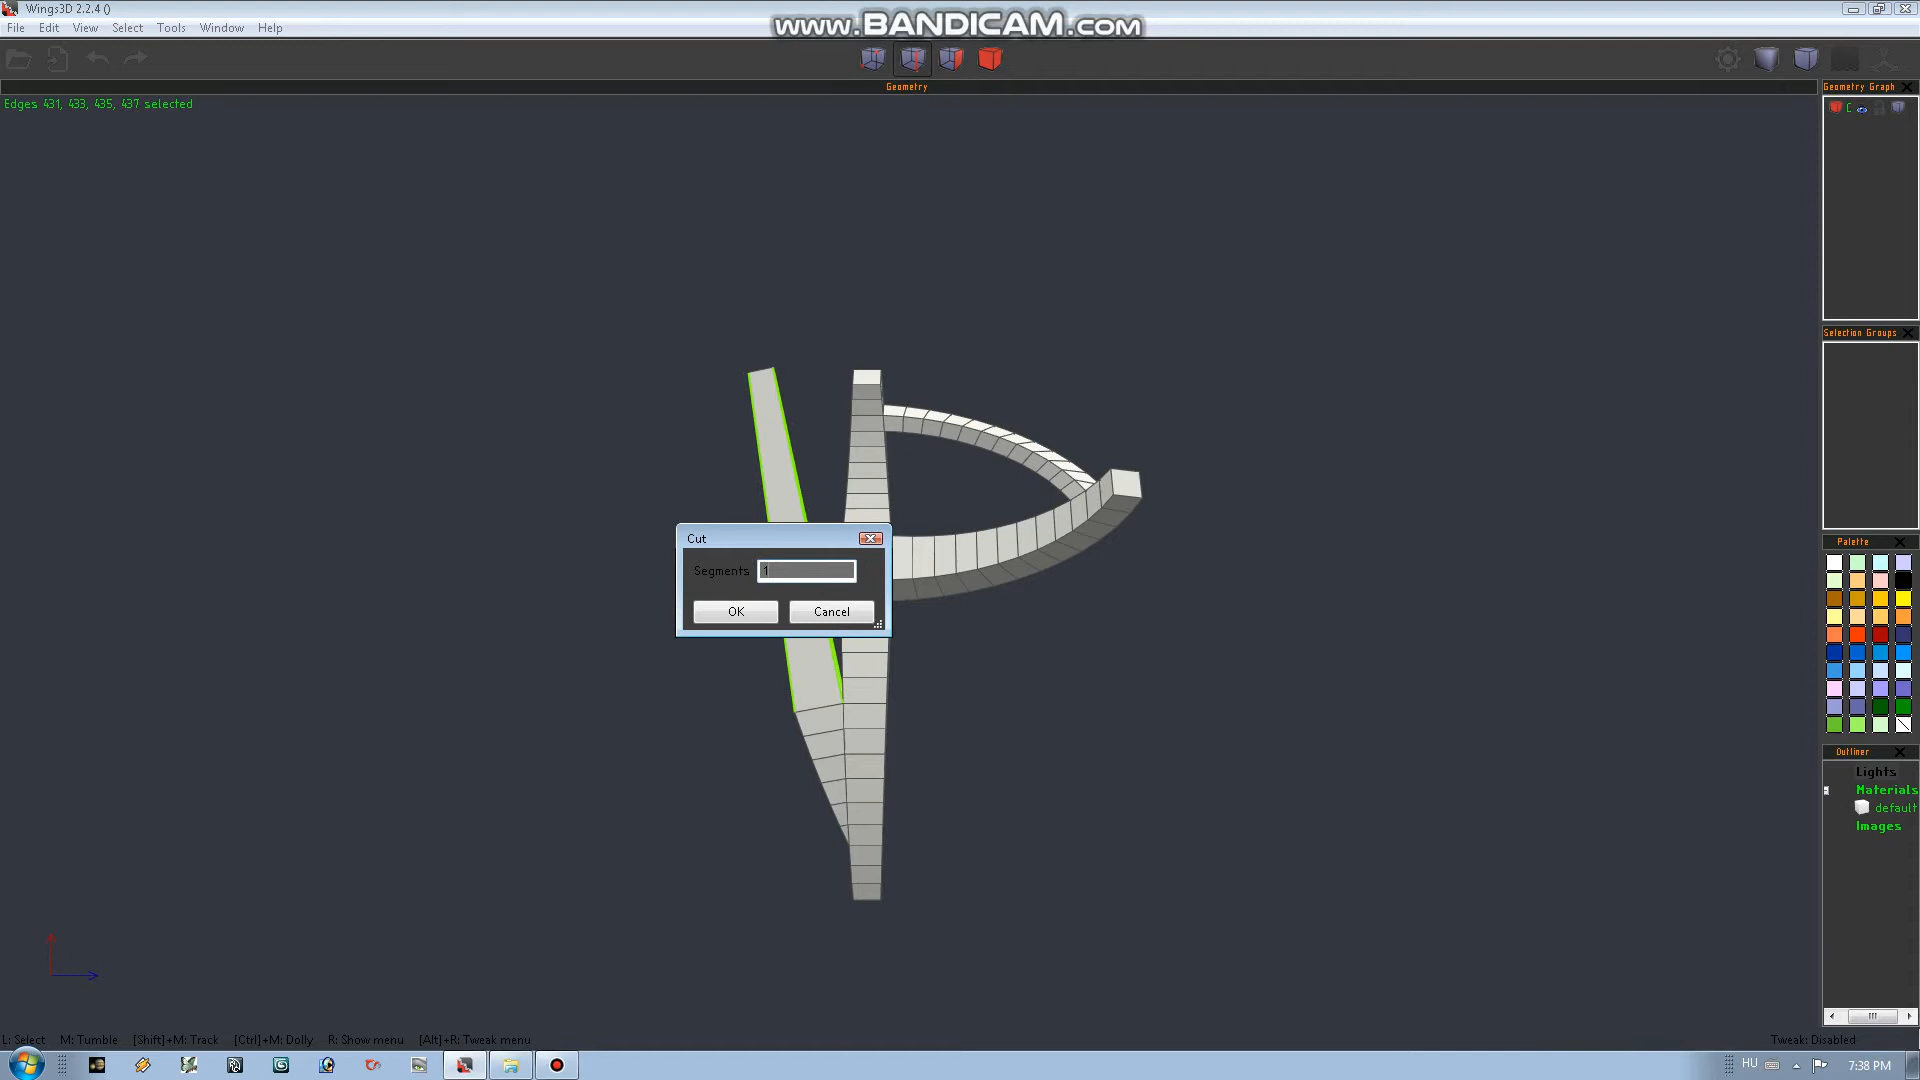 Wings3D 2.2.4 ()
www.BANDICAM.com
File Edit View Select Tools Window Help
Geometry
Geometry Graph
Edges 431, 433, 435, 437 selected
Selection Groups
Cut
Segments 1
OK Cancel
Palette
Outliner
Lights
Materials
default
Images
L: Select M: Tumble [Shift]+M: Track [Ctrl]+M: Dolly R: Show menu [Alt]+R: Tweak menu
Tweak: Disabled
HU
7:38 PM